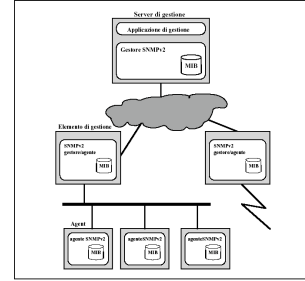 Server di gestione
Applicazione di gestione
Gestore SNMPv2
MIB
Elemento di gestione
SNMPv2
gestore/agente
MIB
SNMPv2
gestore/agente
MIB
Agent
agente SNMPv2
MIB
agenteSNMPv2
MIB
agenteSNMPv2
MIB